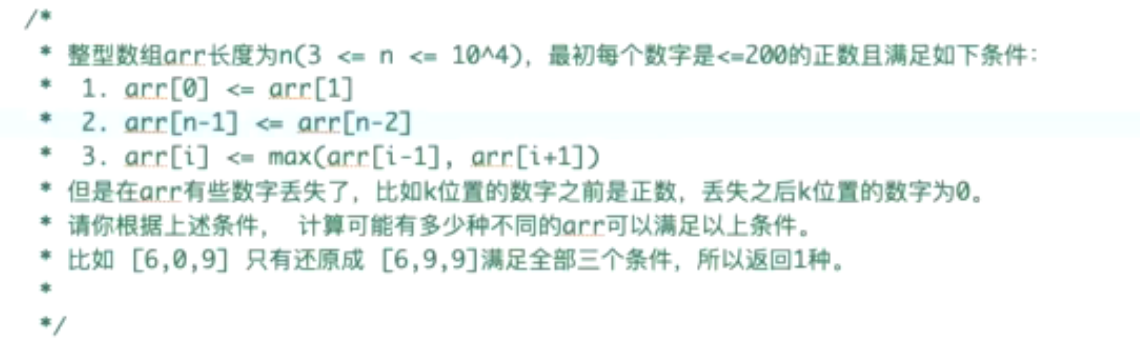 /*
* 整型数组arr长度为n(3 <= n <= 10^4)，最初每个数字是<=200的正数且满足如下条件：
* 1. arr[0] <= arr[1]
* 2. arr[n-1] <= arr[n-2]
* 3. arr[i] <= max(arr[i-1], arr[i+1])
* 但是在arr有些数字丢失了，比如k位置的数字之前是正数，丢失之后k位置的数字为0。
* 请你根据上述条件， 计算可能有多少种不同的arr可以满足以上条件。
* 比如 [6,0,9] 只有还原成 [6,9,9]满足全部三个条件，所以返回1种。
*
*/